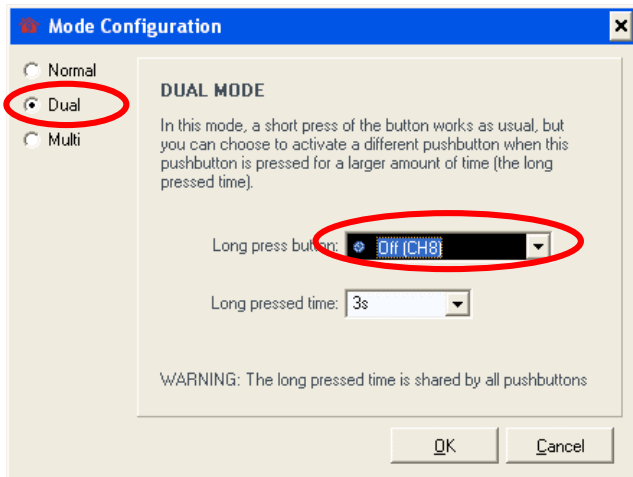 Mode Configuration
Normal
Dual
Multi
DUAL MODE
In this mode, a short press of the button works as usual, but
you can choose to activate a different pushbutton when this
pushbutton is pressed for a larger amount of time (the long
pressed time).
Long press button: Off (CH8)
Long pressed time: 3s
WARNING: The long pressed time is shared by all pushbuttons
OK Cancel